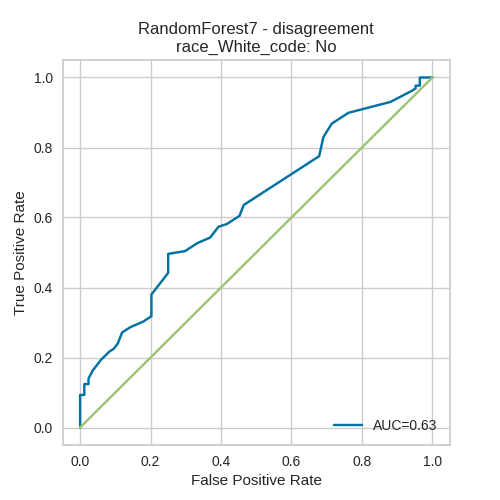 RandomForest7 - disagreement
race_White_code: No
True Positive Rate
1.0
0.8
0.6
0.4
0.2
0.0
AUC=0.63
0.0 0.2 0.4 0.6 0.8 1.0
False Positive Rate